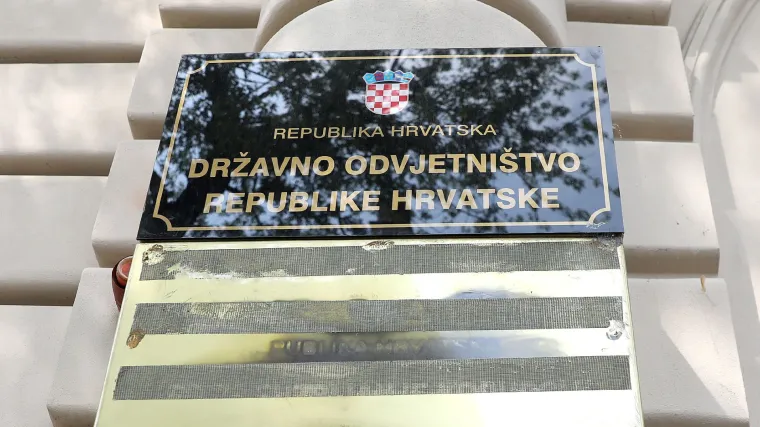 REPUBLIKA HRVATSKA
DRŽAVNO ODVJETNIŠTVO
REPUBLIKE HRVATSKE